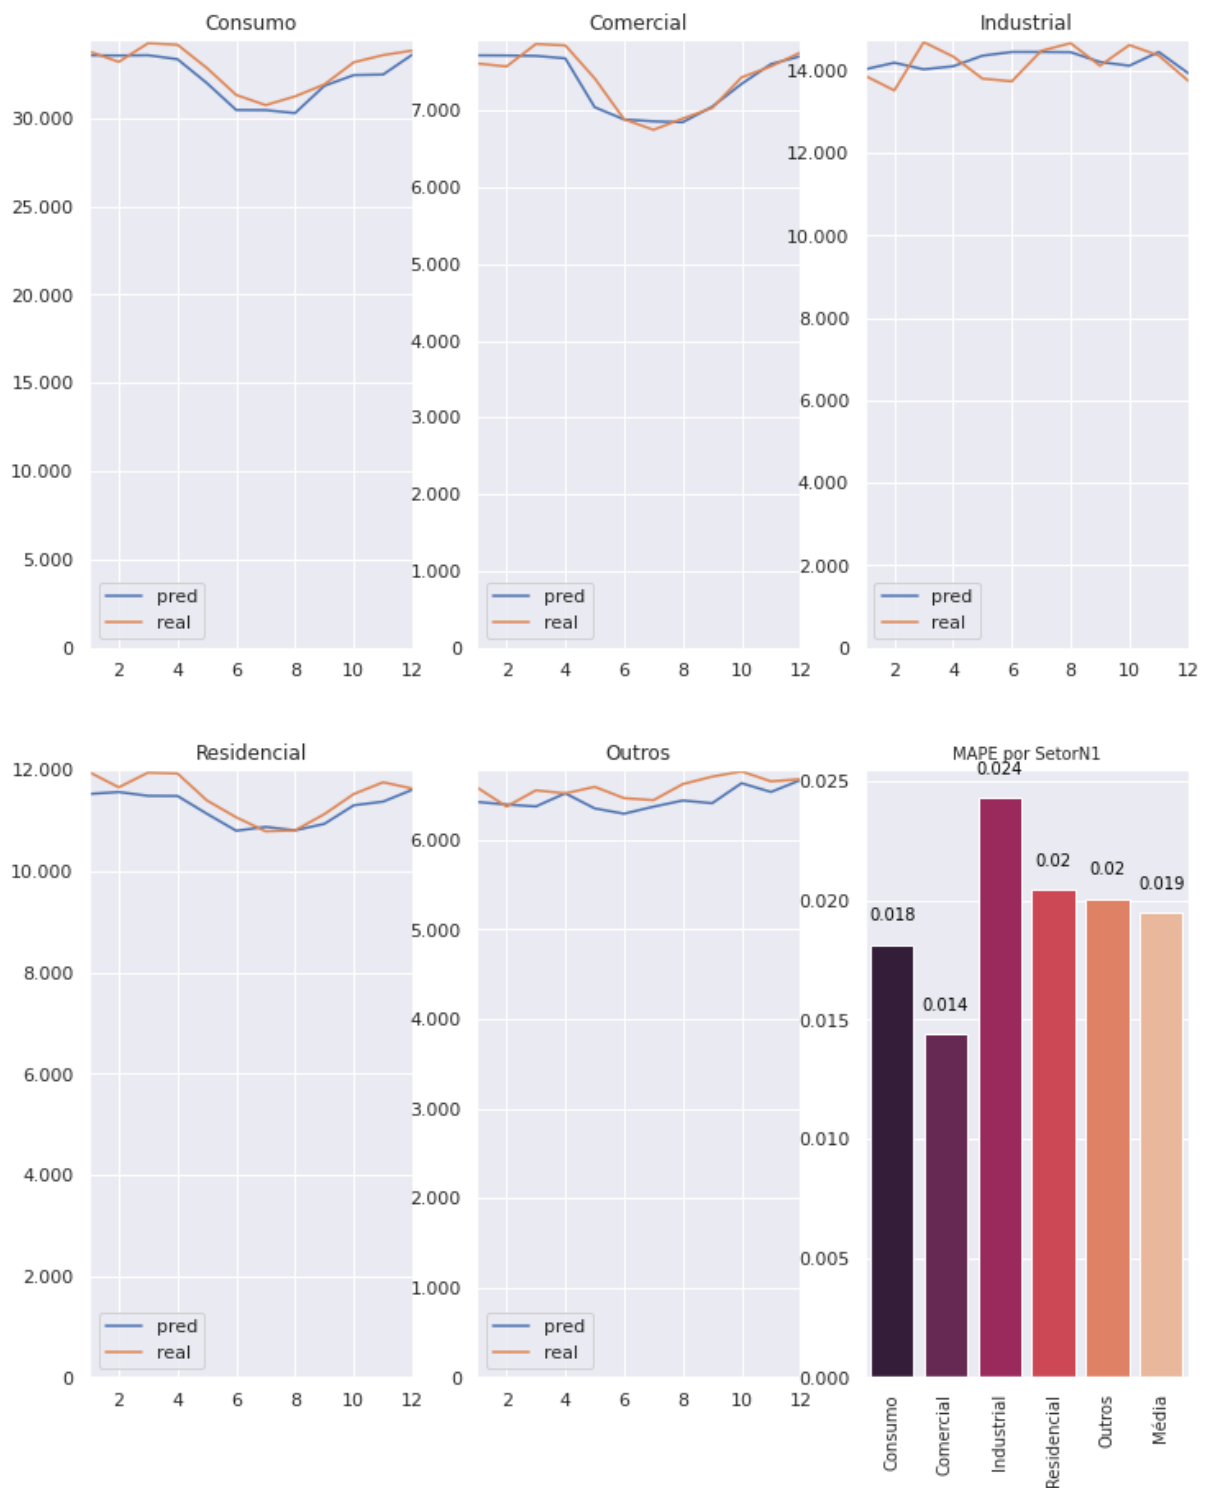 Consumo
30.000
25.000
20.000
15.000
10.000
5.000
0
pred
real
2 4 6 8 10 12
Comercial
7.000
6.000
5.000
4.000
3.000
2.000
1.000
0
pred
real
2 4 6 8 10 12
Industrial
14.000
12.000
10.000
8.000
6.000
4.000
2.000
0
pred
real
2 4 6 8 10 12
Residencial
12.000
10.000
8.000
6.000
4.000
2.000
0
pred
real
2 4 6 8 10 12
Outros
6.000
5.000
4.000
3.000
2.000
1.000
0
pred
real
2 4 6 8 10 12
MAPE por SetorN1
0.025
0.020
0.015
0.010
0.005
0.000
0.018
0.014
0.024
0.02
0.02
0.019
Consumo
Comercial
Industrial
Residencial
Outros
Média